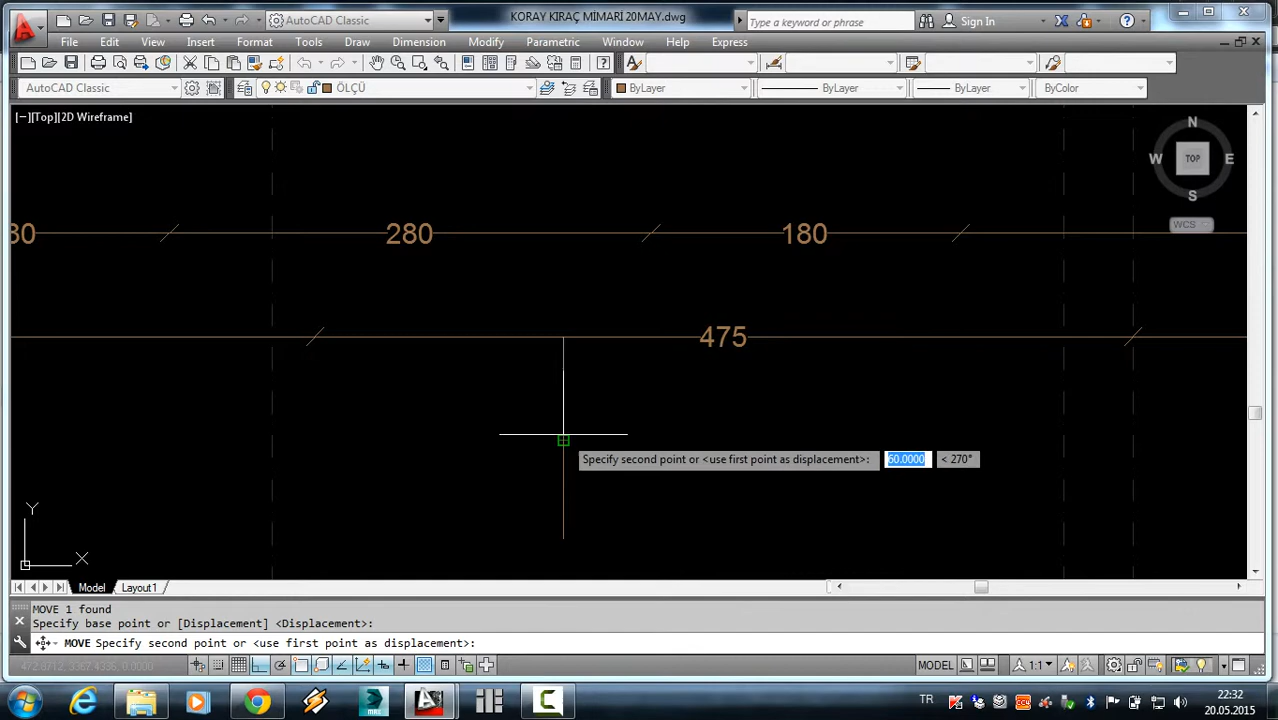 AutoCAD Classic
KORAY KIRAÇ MİMARİ 20MAY.dwg
Type a keyword or phrase
Sign In
File Edit View Insert Format Tools Draw Dimension Modify Parametric Window Help Express
AutoCAD Classic
ÖLÇÜ
ByLayer
ByLayer
ByLayer
ByColor
[−][Top][2D Wireframe]
N
W TOP E
S
WCS
280 180
475
Specify second point or <use first point as displacement>: 60.0000 < 270°
Y
X
Model Layout1
MOVE 1 found
Specify base point or [Displacement] <Displacement>:
MOVE Specify second point or <use first point as displacement>:
MODEL
1:1
TR
22:32
20.05.2015